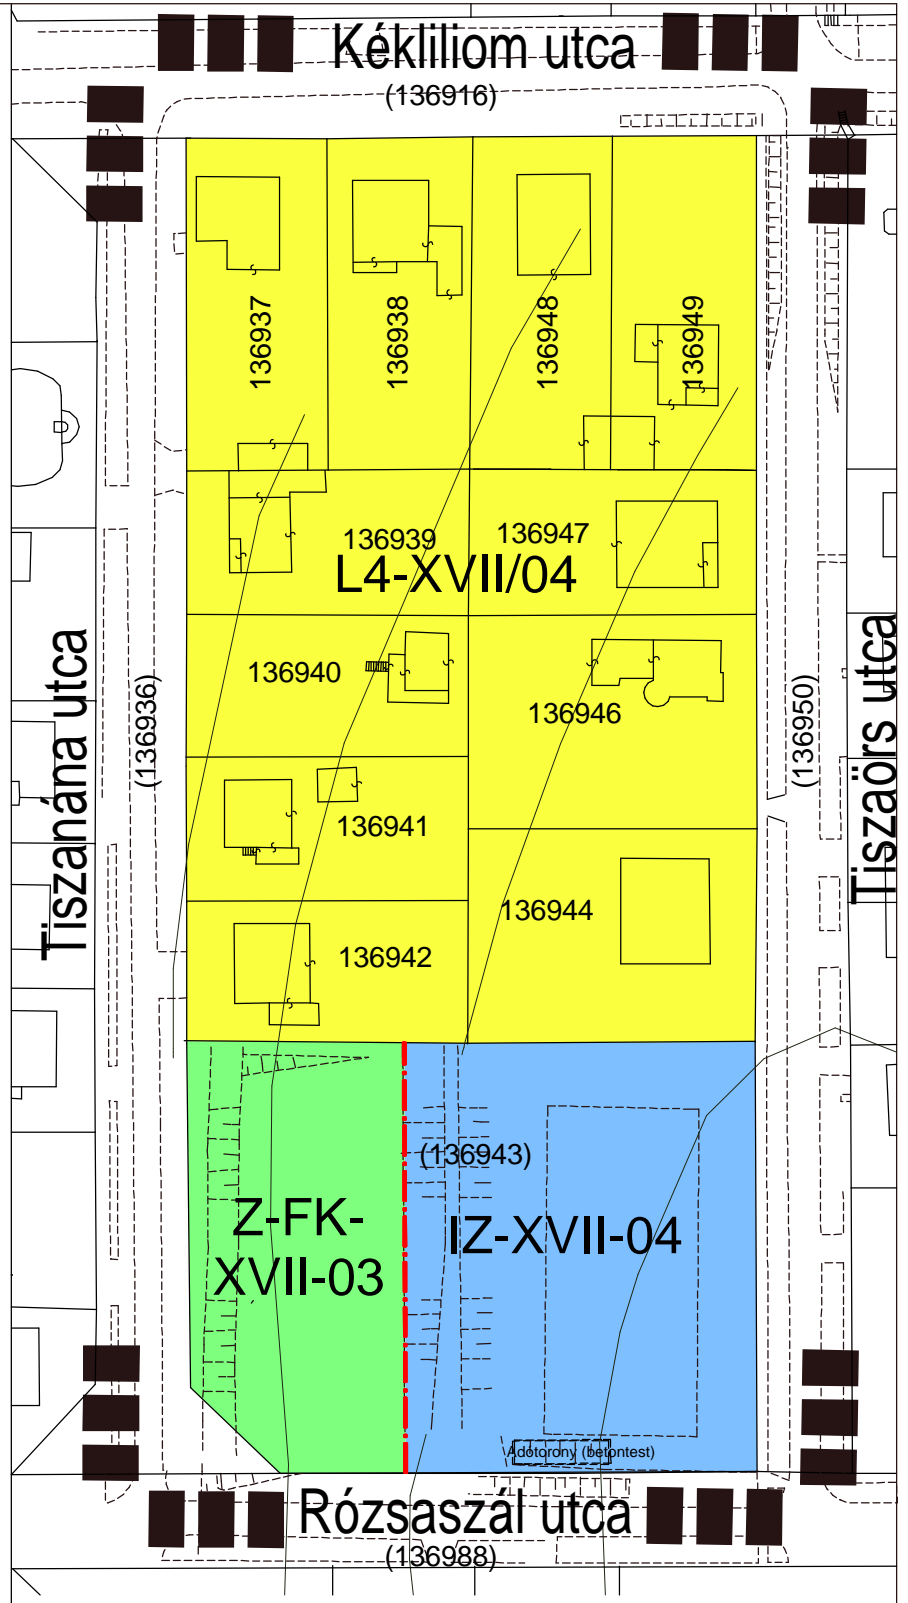 Kékliliom utca
(136916)
136937
136938
136948
136949
136939
136947
L4-XVII/04
136940
136946
Tiszanána utca
(136936)
(136950)
Tiszaörs utca
136941
136944
136942
(136943)
Z-FK-
XVII-03
IZ-XVII-04
Adótorony (betontest)
Rózsaszál utca
(136988)